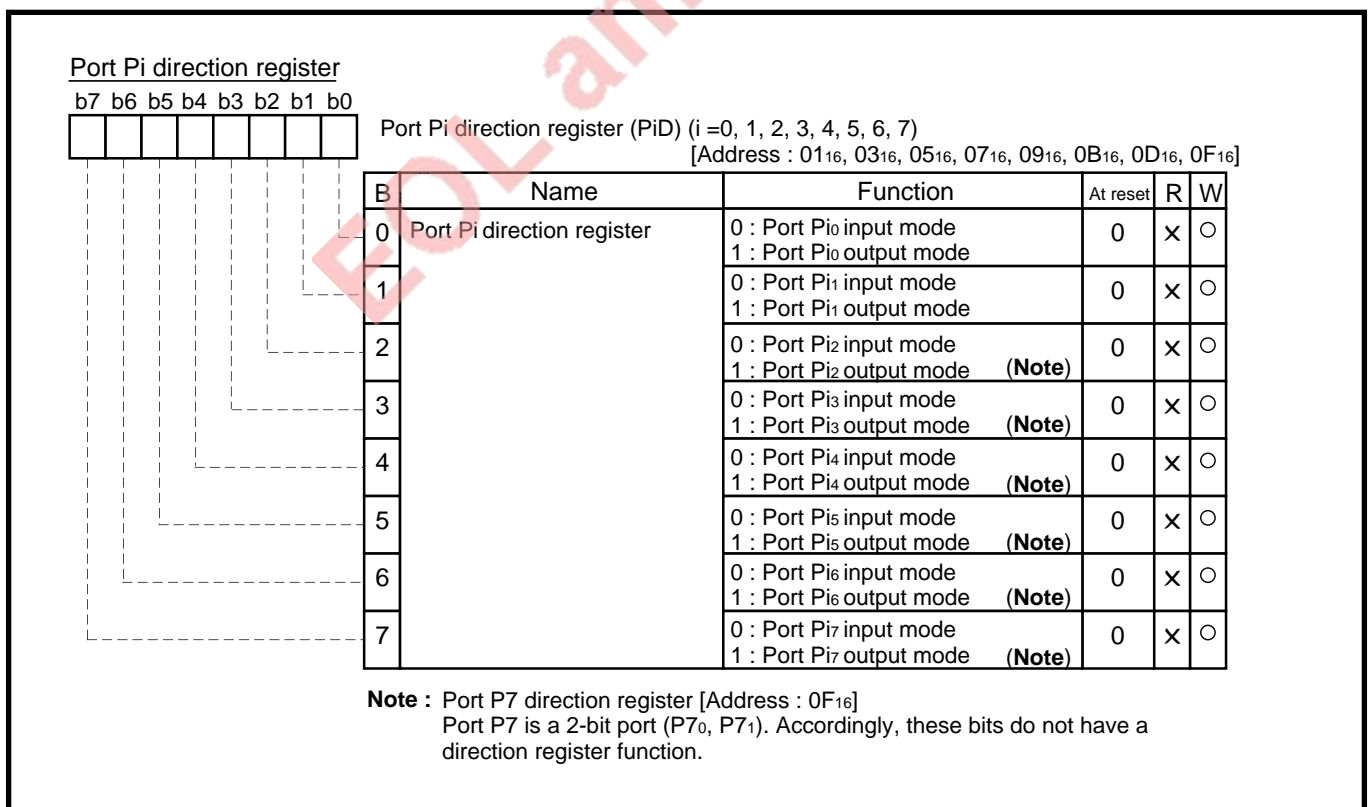 EOL an
Port Pi direction register
b7 b6 b5 b4 b3 b2 b1 b0
Port Pi direction register (PiD) (i =0, 1, 2, 3, 4, 5, 6, 7)
[Address : 0116, 0316, 0516, 0716, 0916, 0B16, 0D16, 0F16]
B Name Function At reset R W
0 Port Pi direction register 0 : Port Pi0 input mode 0 × ○
1 : Port Pi0 output mode
1 0 : Port Pi1 input mode 0 × ○
1 : Port Pi1 output mode
2 0 : Port Pi2 input mode 0 × ○
1 : Port Pi2 output mode (Note)
3 0 : Port Pi3 input mode 0 × ○
1 : Port Pi3 output mode (Note)
4 0 : Port Pi4 input mode 0 × ○
1 : Port Pi4 output mode (Note)
5 0 : Port Pi5 input mode 0 × ○
1 : Port Pi5 output mode (Note)
6 0 : Port Pi6 input mode 0 × ○
1 : Port Pi6 output mode (Note)
7 0 : Port Pi7 input mode 0 × ○
1 : Port Pi7 output mode (Note)
Note : Port P7 direction register [Address : 0F16]
Port P7 is a 2-bit port (P70, P71). Accordingly, these bits do not have a
direction register function.